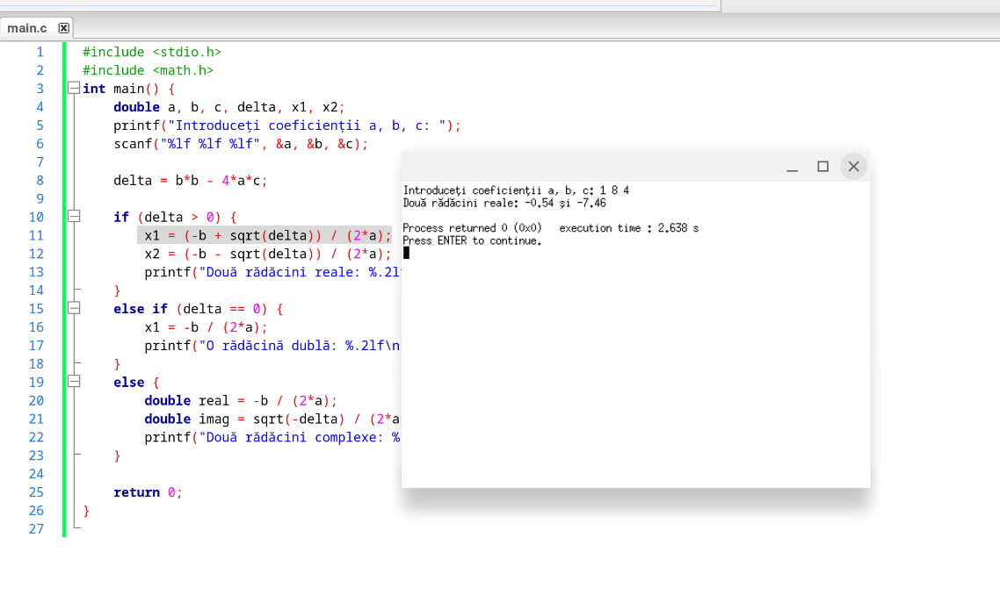 main.c
1 #include <stdio.h>
2 #include <math.h>
3 int main() {
4 double a, b, c, delta, x1, x2;
5 printf("Introduceți coeficienții a, b, c: ");
6 scanf("%lf %lf %lf", &a, &b, &c);
7
8 delta = b*b - 4*a*c;
9
10 if (delta > 0) {
11 x1 = (-b + sqrt(delta)) / (2*a);
12 x2 = (-b - sqrt(delta)) / (2*a);
13 printf("Două rădăcini reale: %.2l
14 }
15 else if (delta == 0) {
16 x1 = -b / (2*a);
17 printf("O rădăcină dublă: %.2lf\n
18 }
19 else {
20 double real = -b / (2*a);
21 double imag = sqrt(-delta) / (2*a
22 printf("Două rădăcini complexe: %
23 }
24
25 return 0;
26 }
27
Introduceți coeficienții a, b, c: 1 8 4
Două rădăcini reale: -0.54 și -7.46
Process returned 0 (0x0) execution time : 2.638 s
Press ENTER to continue.